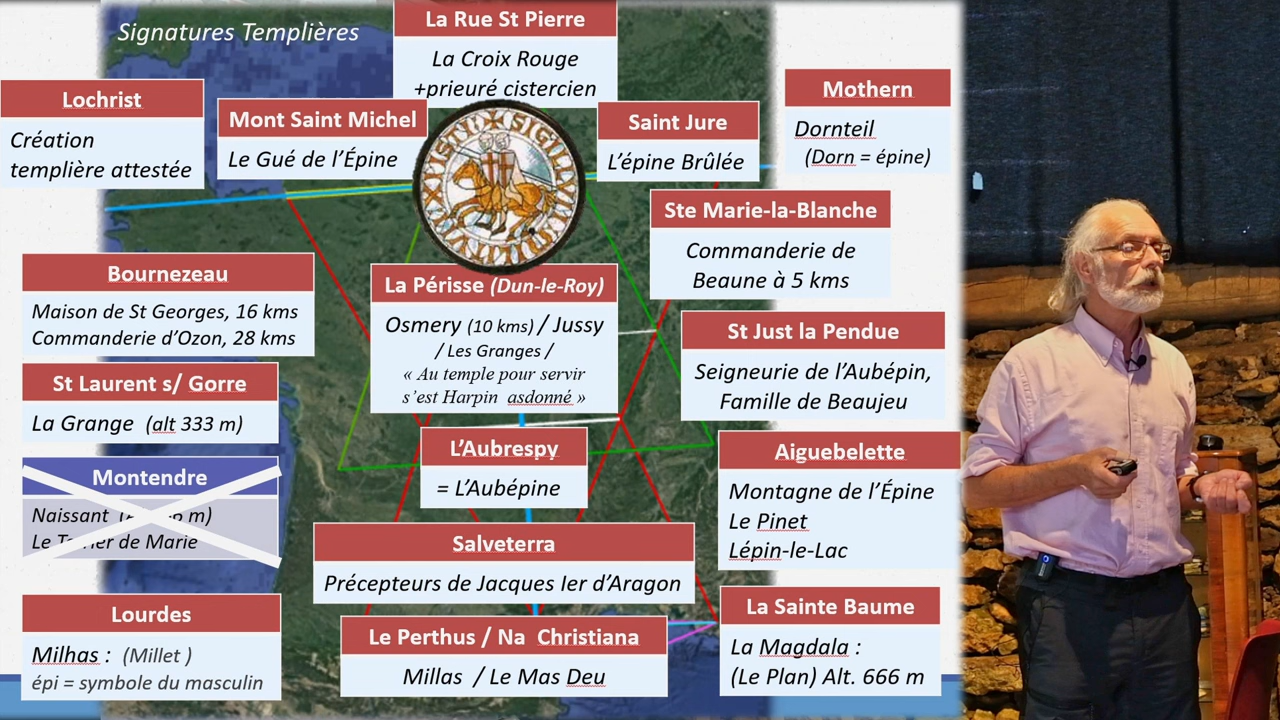 Signatures Templières
La Rue St Pierre
La Croix Rouge
+prieuré cistercien
Lochrist
Création
templière attestée
Mont Saint Michel
Le Gué de l’Épine
Saint Jure
L’épine Brûlée
Mothern
Dornteil
(Dorn = épine)
Ste Marie-la-Blanche
Commanderie de
Beaune à 5 kms
Bournezeau
Maison de St Georges, 16 kms
Commanderie d’Ozon, 28 kms
La Périsse (Dun-le-Roy)
Osmery (10 kms) / Jussy
/ Les Granges /
« Au temple pour servir
s’est Harpin asdonné »
St Just la Pendue
Seigneurie de l’Aubépin,
Famille de Beaujeu
St Laurent s/ Gorre
La Grange (alt 333 m)
L’Aubrespy
= L’Aubépine
Aiguebelette
Montagne de l’Épine
Le Pinet
Lépin-le-Lac
Montendre
Naissant m)
Le de Marie
Salveterra
Précepteurs de Jacques Ier d’Aragon
Lourdes
Milhas : (Millet )
épi = symbole du masculin
Le Perthus / Na Christiana
Millas / Le Mas Deu
La Sainte Baume
La Magdala :
(Le Plan) Alt. 666 m